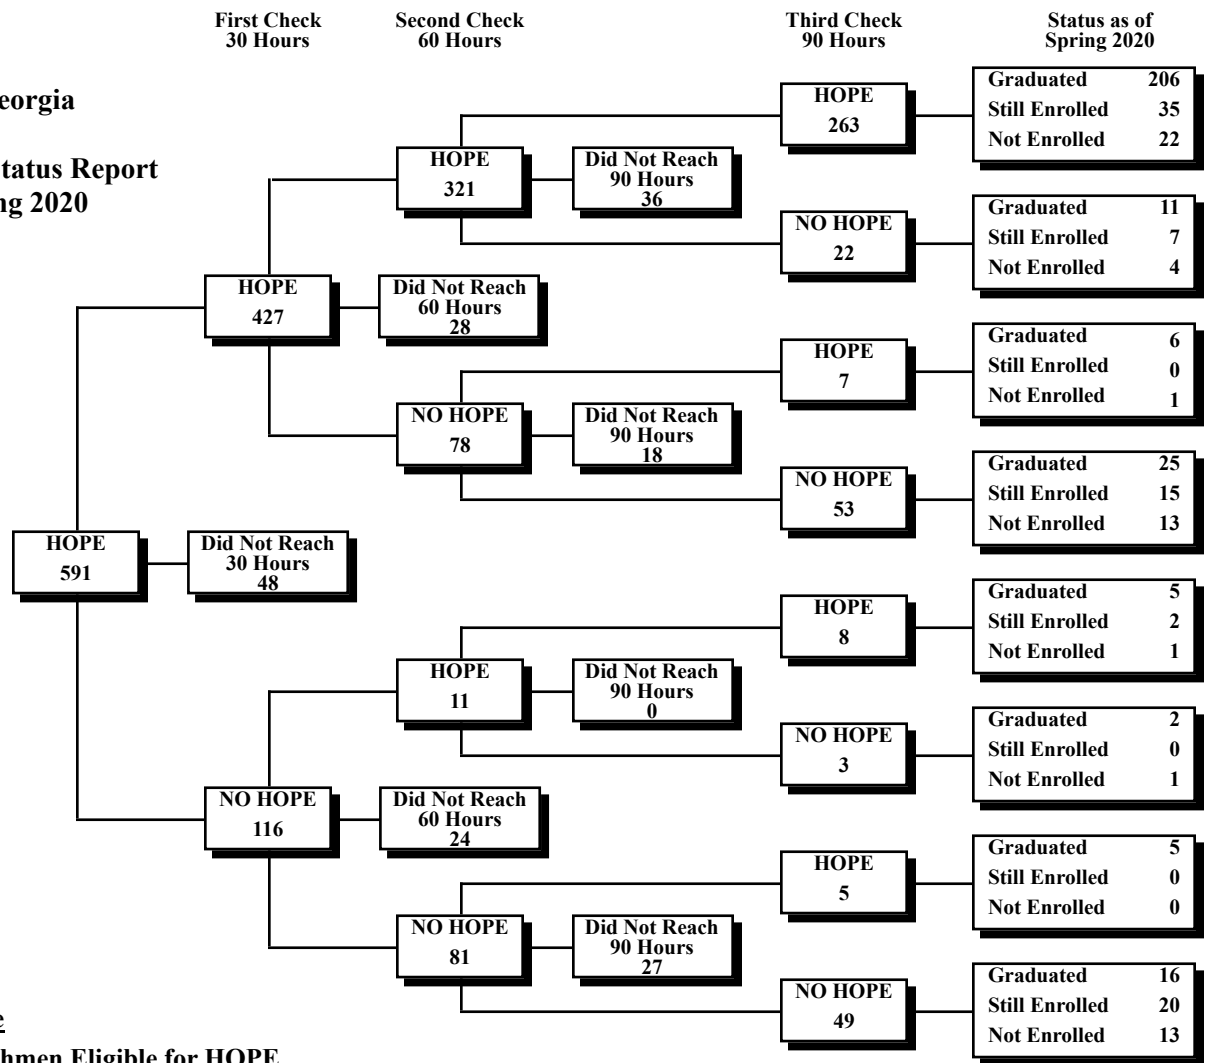 First Check
30 Hours
Second Check
60 Hours
Third Check
90 Hours
Status as of
Spring 2020
eorgia
tatus Report
ng 2020
HOPE
591
Did Not Reach
30 Hours
48
HOPE
427
Did Not Reach
60 Hours
28
NO HOPE
116
Did Not Reach
60 Hours
24
HOPE
321
Did Not Reach
90 Hours
36
NO HOPE
78
Did Not Reach
90 Hours
18
HOPE
11
Did Not Reach
90 Hours
0
NO HOPE
81
Did Not Reach
90 Hours
27
HOPE
263
Graduated 206
Still Enrolled 35
Not Enrolled 22
NO HOPE
22
Graduated 11
Still Enrolled 7
Not Enrolled 4
HOPE
7
Graduated 6
Still Enrolled 0
Not Enrolled 1
NO HOPE
53
Graduated 25
Still Enrolled 15
Not Enrolled 13
HOPE
8
Graduated 5
Still Enrolled 2
Not Enrolled 1
NO HOPE
3
Graduated 2
Still Enrolled 0
Not Enrolled 1
HOPE
5
Graduated 5
Still Enrolled 0
Not Enrolled 0
NO HOPE
49
Graduated 16
Still Enrolled 20
Not Enrolled 13
e
hmen Eligible for HOPE